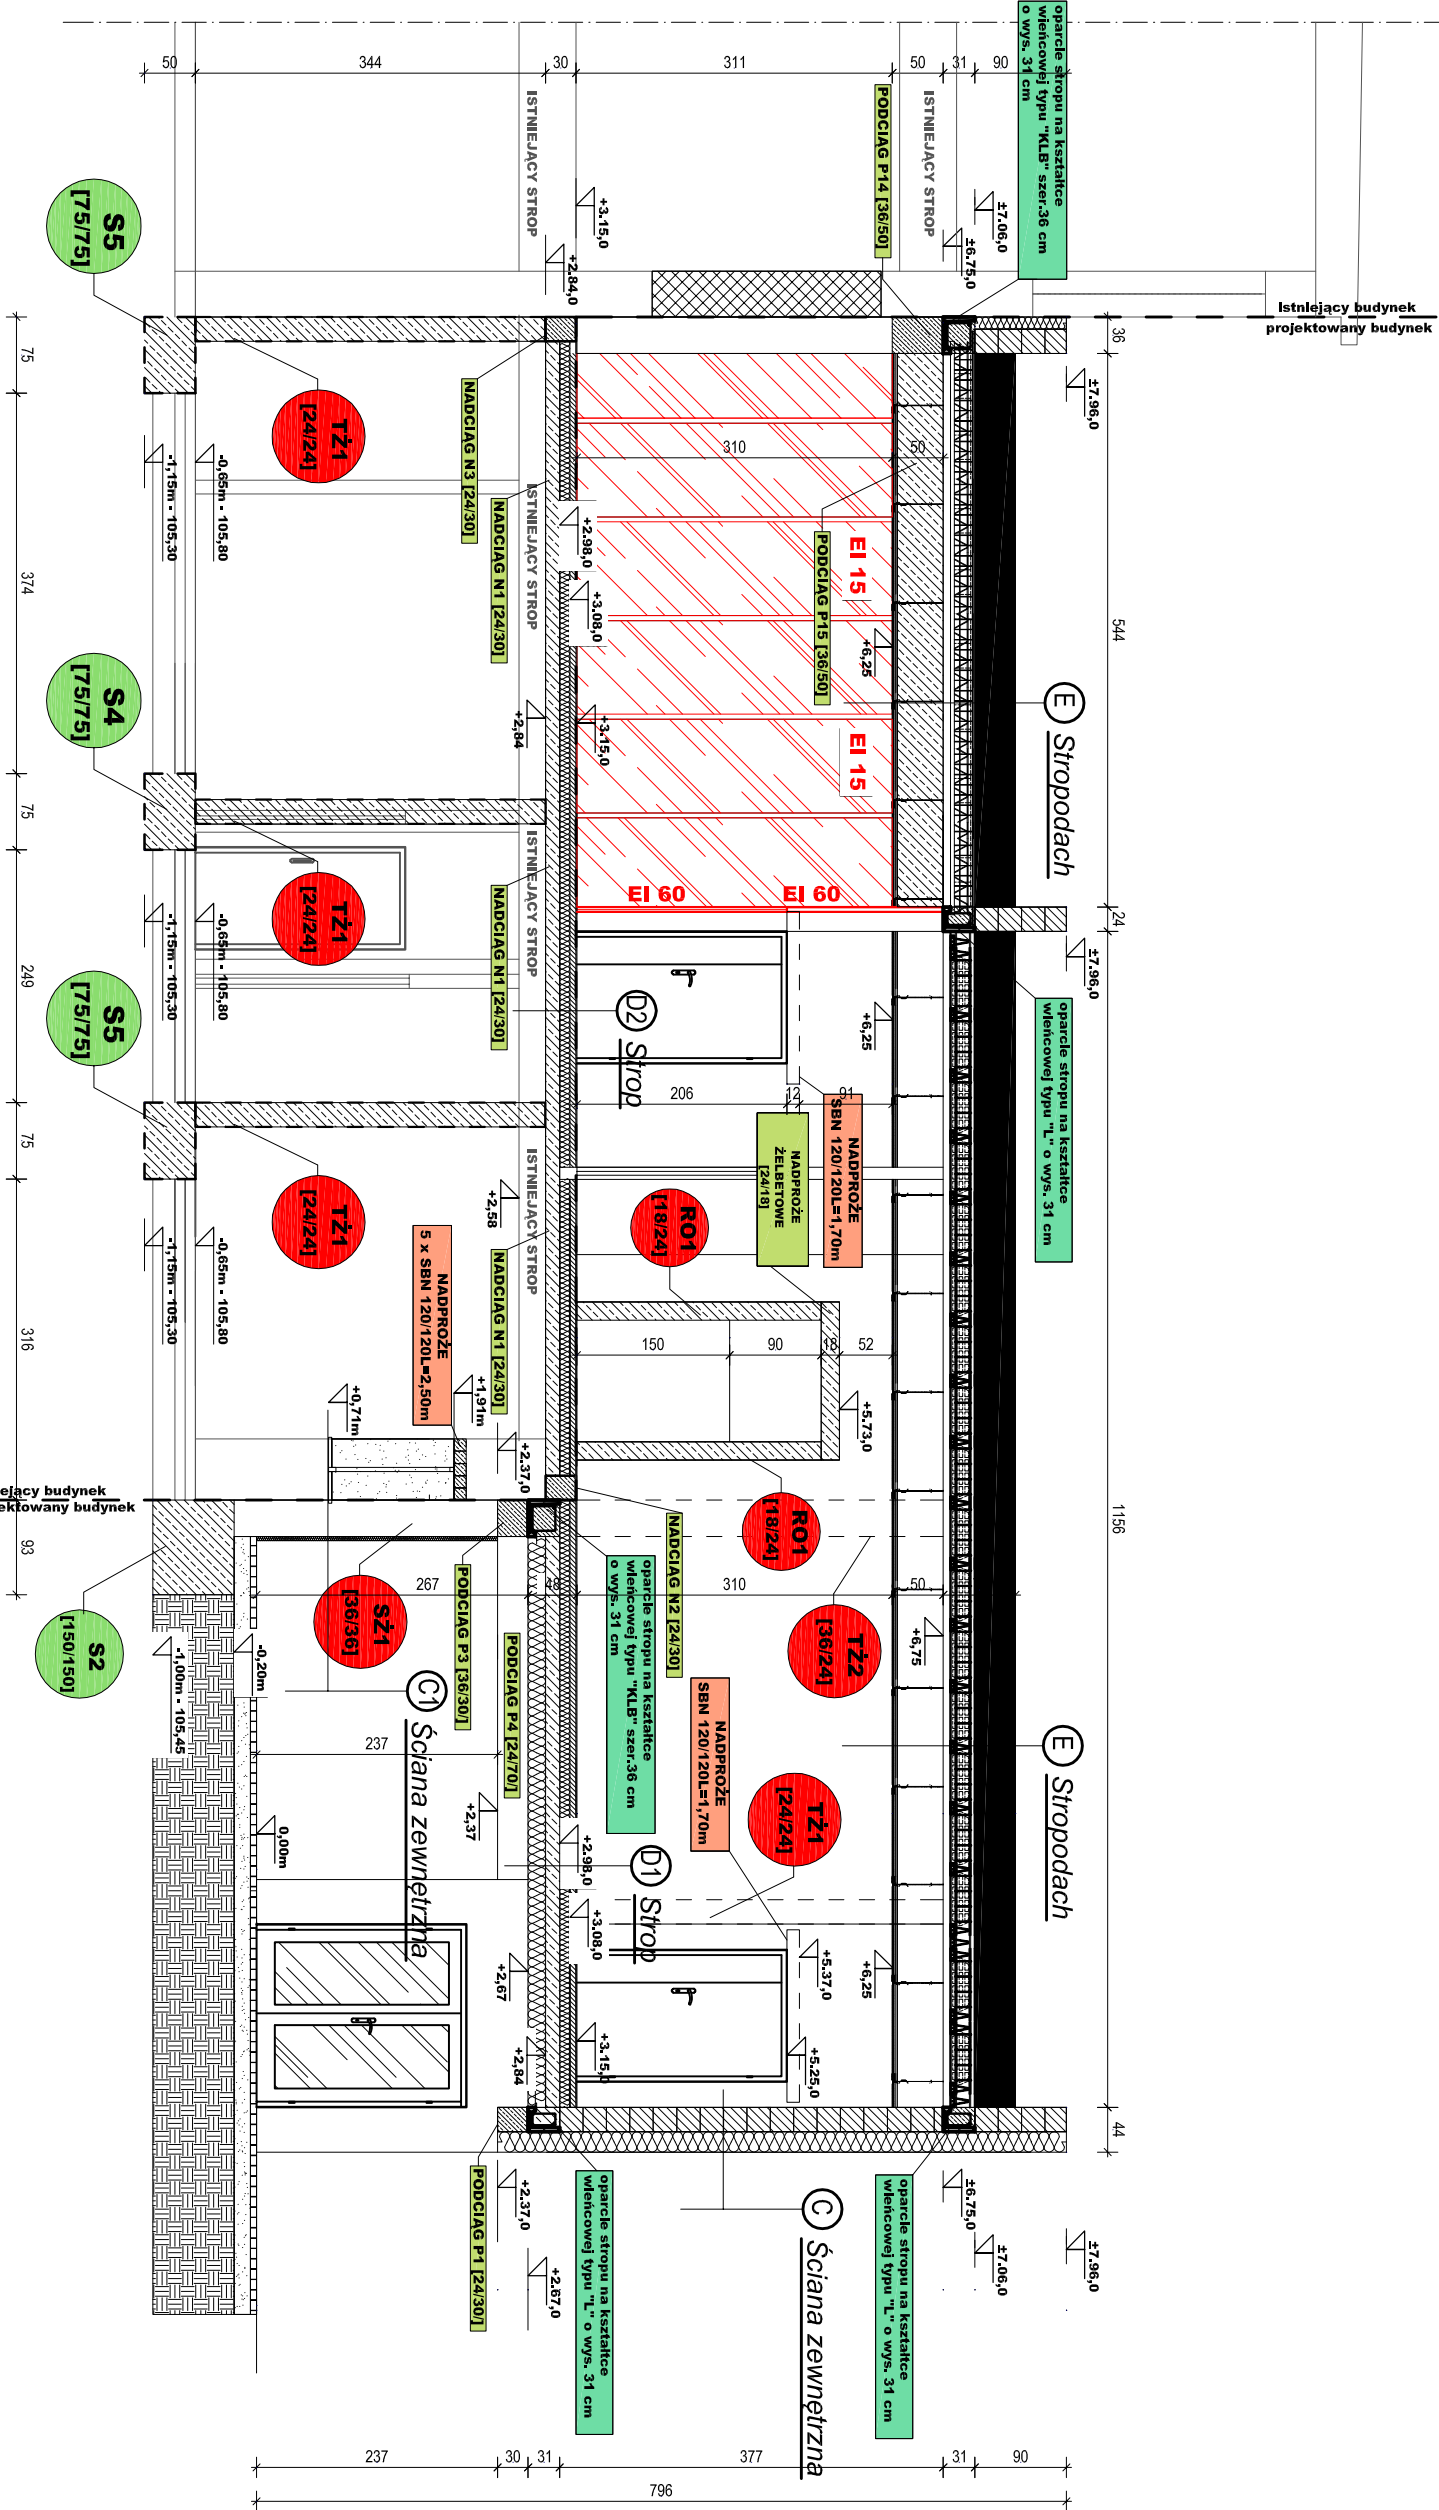 oparcie stropu na kształtce
wieńcowej typu "KLB" szer.36 cm
o wys. 31 cm
50
344
30
311
50
31
90
ISTNIEJĄCY STROP
PODCIĄG P14 [36/50]
ISTNIEJĄCY STROP
+3.15,0
+2.84,0
±7.06,0
±6.75,0
S5
[75/75]
Istniejący budynek
projektowany budynek
75
36
±7.96,0
TŻ1
[24/24]
NADCIĄG N3 [24/30]
NADCIĄG N1 [24/30]
ISTNIEJĄCY STROP
310
50
-1,15m - 105,30
-0,65m - 105,80
+2.98,0
+3.08,0
PODCIĄG P15 [36/50]
EI 15
+6,25
374
544
S4
[75/75]
E
Stropodach
+2,84
+3.15,0
EI 15
75
TŻ1
[24/24]
ISTNIEJĄCY STROP
NADCIĄG N1 [24/30]
EI 60
EI 60
24
±7.96,0
-1,15m - 105,30
-0,65m - 105,80
249
S5
[75/75]
D2
Strop
+6,25
oparcie stropu na kształtce
wieńcowej typu "L" o wys. 31 cm
206
12
91
NADPROŻE
SBN 120/120L=1,70m
NADPROŻE
ŻELBETOWE
[24/18]
75
TŻ1
[24/24]
ISTNIEJĄCY STROP
+2,58
RO1
[18/24]
-1,15m - 105,30
-0,65m - 105,80
NADPROŻE
5 x SBN 120/120L=2,50m
NADCIĄG N1 [24/30]
316
150
90
18
52
+0,71m
+1,91m
+2.37,0
+5.73,0
ejący budynek
ektowany budynek
93
1156
RO1
[18/24]
NADCIĄG N2 [24/30]
oparcie stropu na kształtce
wieńcowej typu "KLB" szer.36 cm
o wys. 31 cm
S2
[150/150]
SŻ1
[36/36]
267
48
310
50
PODCIĄG P3 [36/30/]
PODCIĄG P4 [24/70/]
TŻ2
[36/24]
+6,75
-1,00m - 105,45
-0,20m
C1
Ściana zewnętrzna
237
NADPROŻE
SBN 120/120L=1,70m
E
Stropodach
+2,37
0,00m
TŻ1
[24/24]
+2.98,0
D1
Strop
+3.08,0
+2,67
+5.37,0
+6,25
+2,84
+3.15,0
+5.25,0
44
PODCIĄG P1 [24/30/]
+2.37,0
+2.67,0
oparcie stropu na kształtce
wieńcowej typu "L" o wys. 31 cm
C
Ściana zewnętrzna
oparcie stropu na kształtce
wieńcowej typu "L" o wys. 31 cm
±6.75,0
±7.06,0
±7.96,0
237
30
31
377
31
90
796